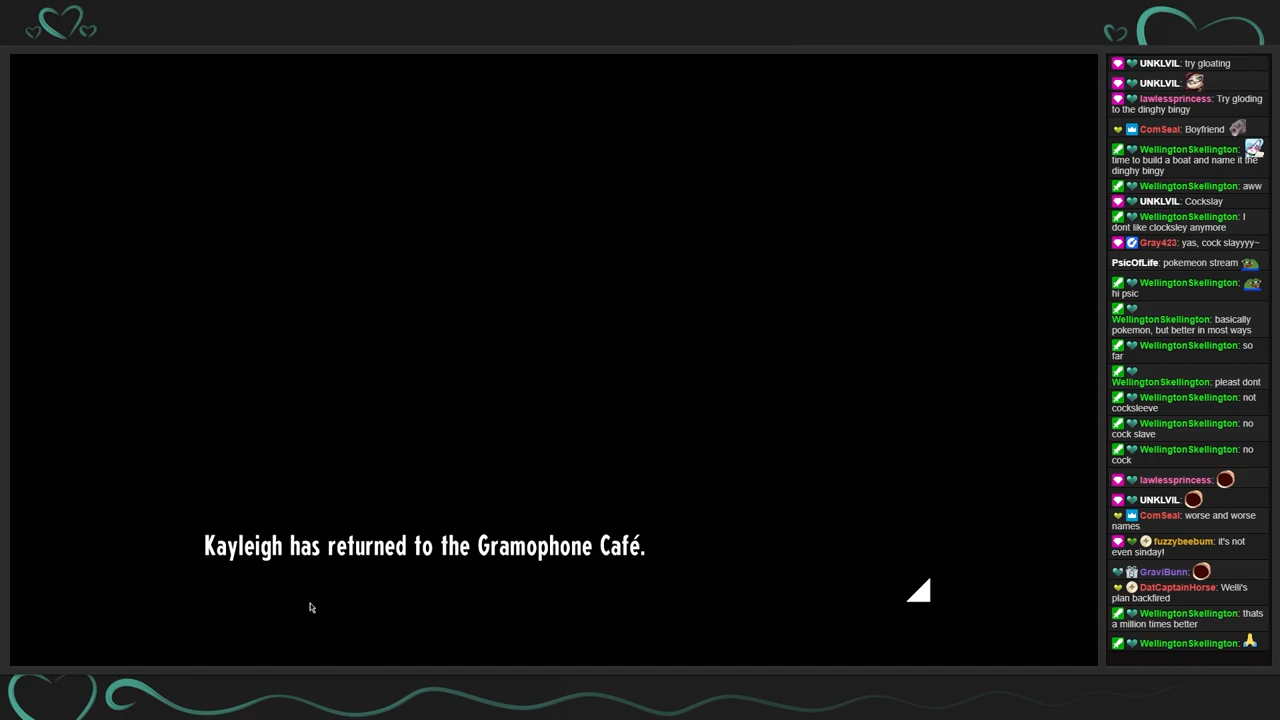 UNKLVIL: try gloating
UNKLVIL:
lawlessprincess: Try gloding
to the dinghy bingy
ComSeal: Boyfriend
WellingtonSkellington:
time to build a boat and name it the
dinghy bingy
WellingtonSkellington: aww
UNKLVIL: Cockslay
WellingtonSkellington: I
dont like clocksley anymore
Gray423: yas, cock slayyyy~
PsicOfLife: pokemeon stream
WellingtonSkellington:
hi psic
WellingtonSkellington: basically
pokemon, but better in most ways
WellingtonSkellington: so
far
WellingtonSkellington: pleast dont
WellingtonSkellington: not
cocksleeve
WellingtonSkellington: no
cock slave
WellingtonSkellington: no
cock
lawlessprincess:
UNKLVIL:
ComSeal: worse and worse
names
fuzzybeebum: it's not
even sinday!
GraviBunn:
DatCaptainHorse: Welli's
plan backfired
WellingtonSkellington: thats
a million times better
WellingtonSkellington:
Kayleigh has returned to the Gramophone Café.